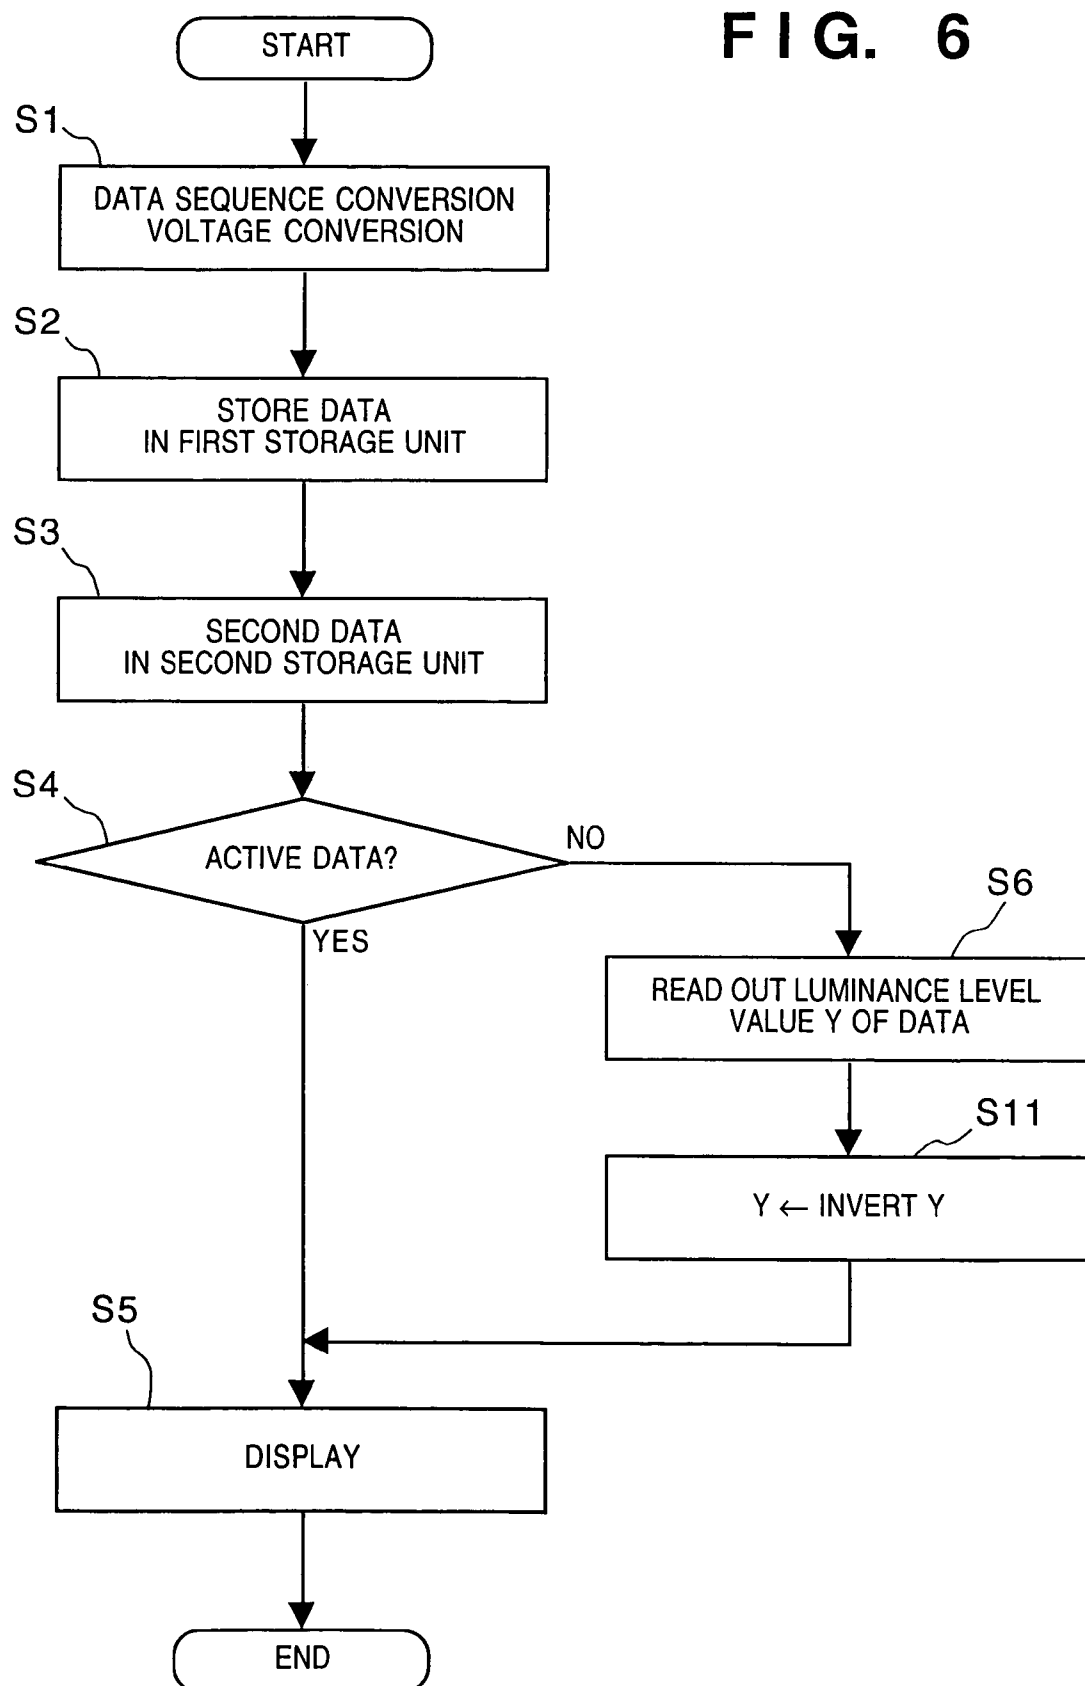 FIG. 6
START
S1
DATA SEQUENCE CONVERSION
VOLTAGE CONVERSION
S2
STORE DATA
IN FIRST STORAGE UNIT
S3
SECOND DATA
IN SECOND STORAGE UNIT
S4
ACTIVE DATA?
NO
YES
S6
READ OUT LUMINANCE LEVEL
VALUE Y OF DATA
S11
Y ← INVERT Y
S5
DISPLAY
END